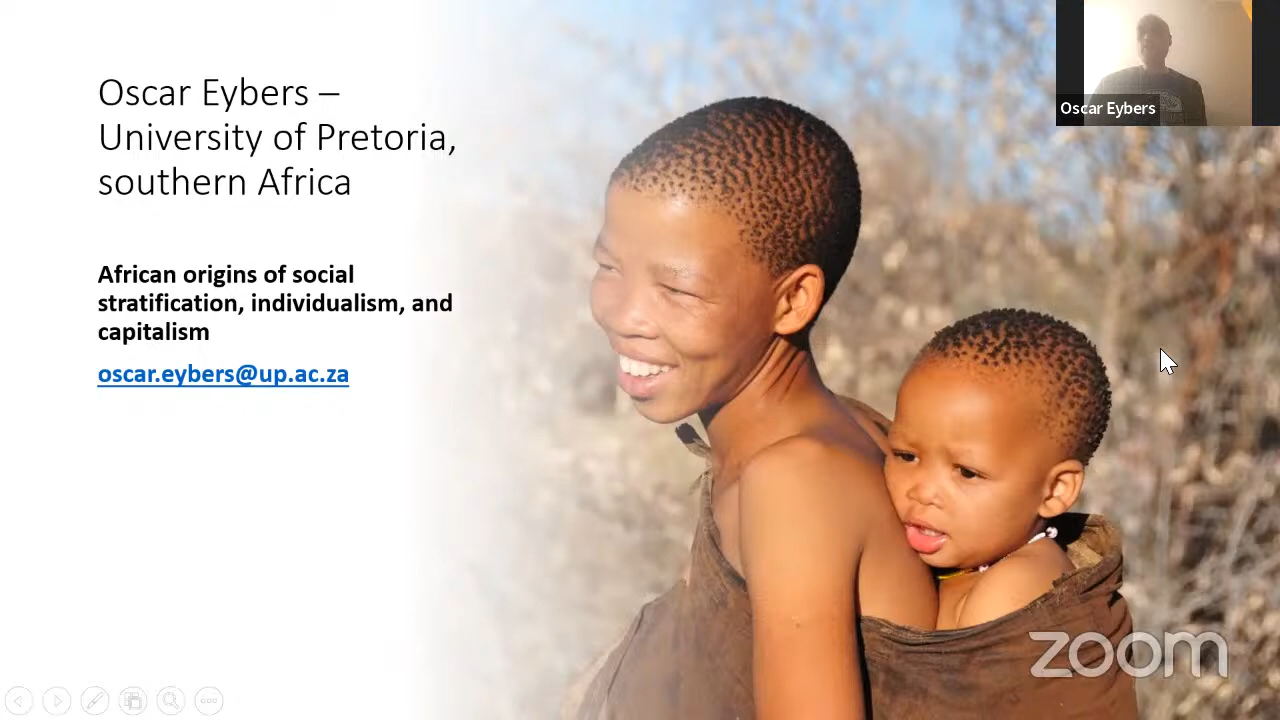 Oscar Eybers –
University of Pretoria,
southern Africa
African origins of social
stratification, individualism, and
capitalism
oscar.eybers@up.ac.za
Oscar Eybers
zoom